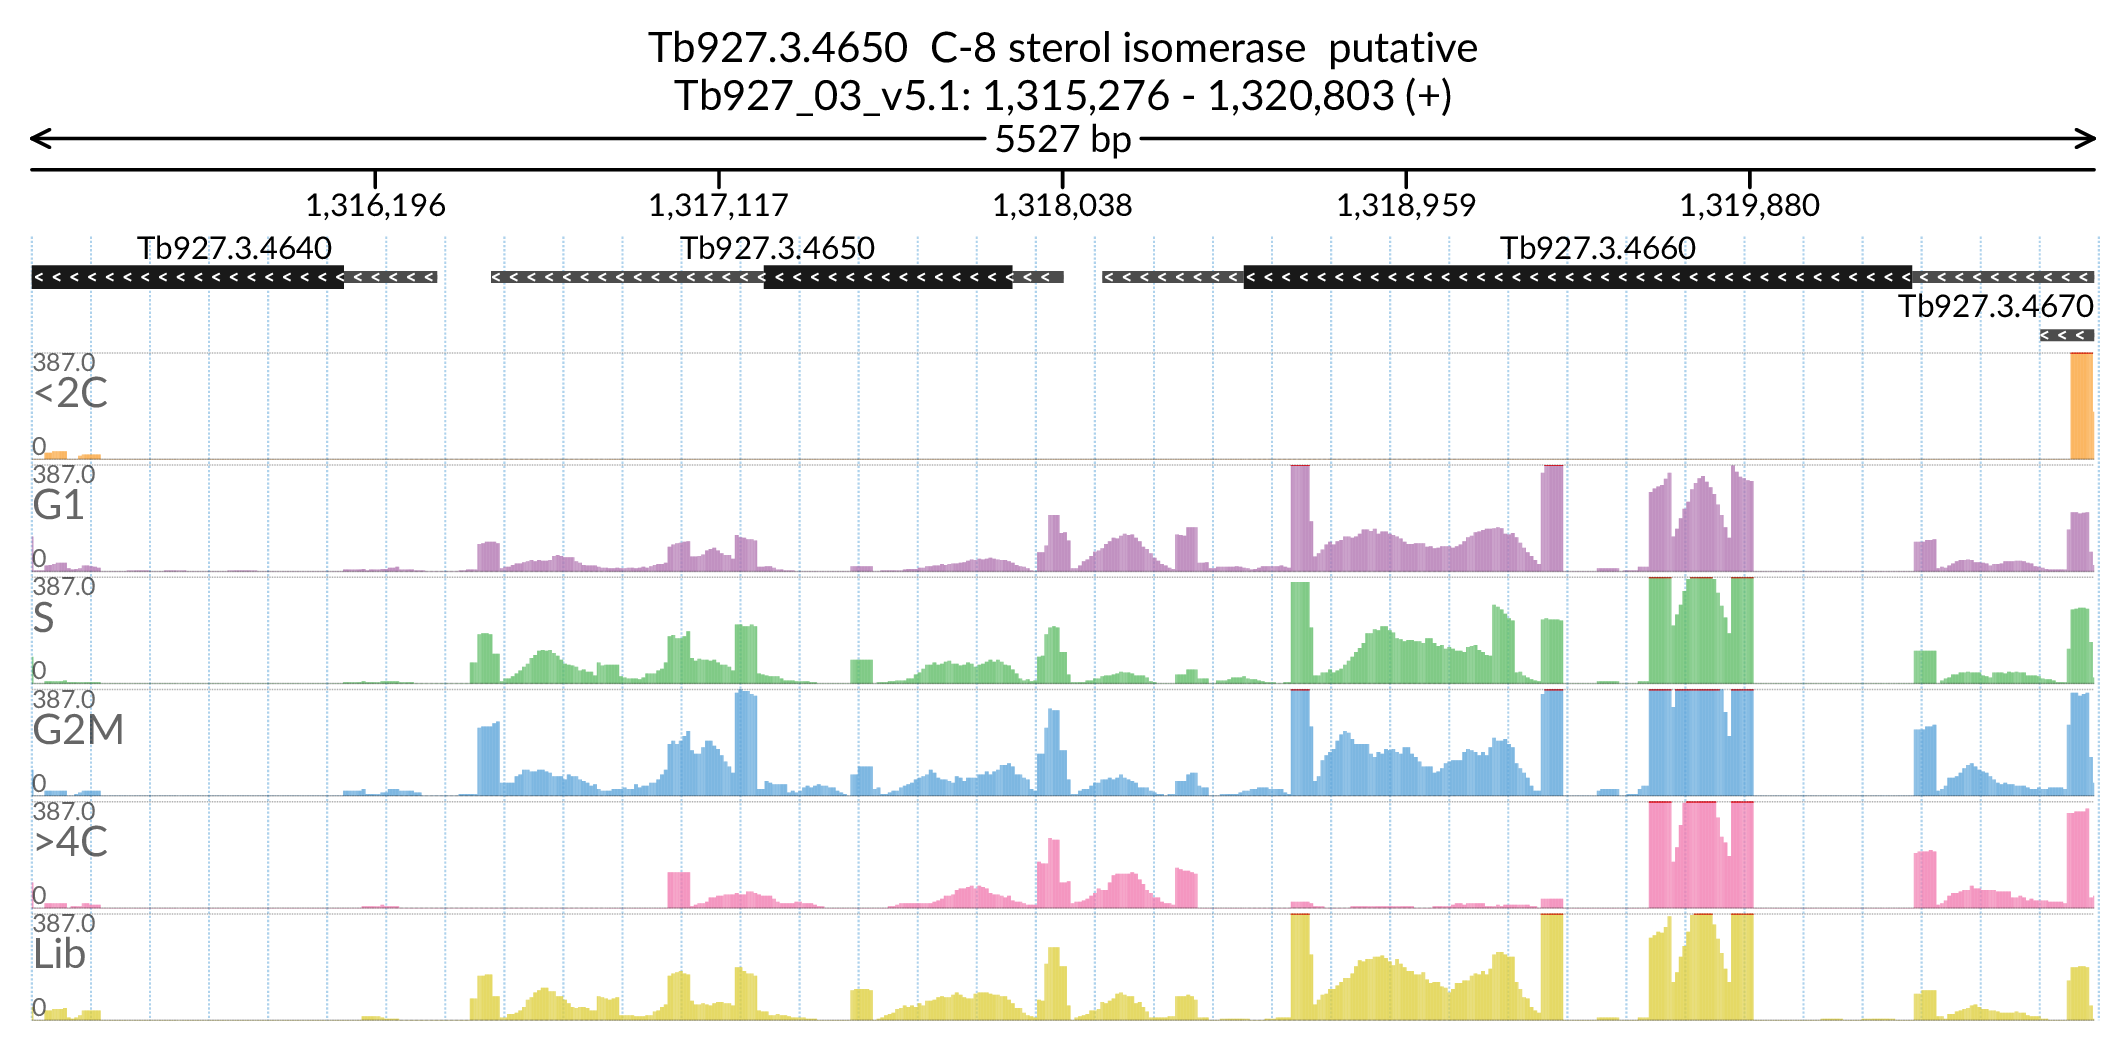 Tb927.3.4650  C-8 sterol isomerase  putative
Tb927_03_v5.1: 1,315,276 - 1,320,803 (+)
5527 bp
1,316,196 1,317,117 1,318,038 1,318,959 1,319,880
Tb927.3.4640 Tb927.3.4650 Tb927.3.4660
Tb927.3.4670
387.0
<2C
0
387.0
G1
0
387.0
S
0
387.0
G2M
0
387.0
>4C
0
387.0
Lib
0